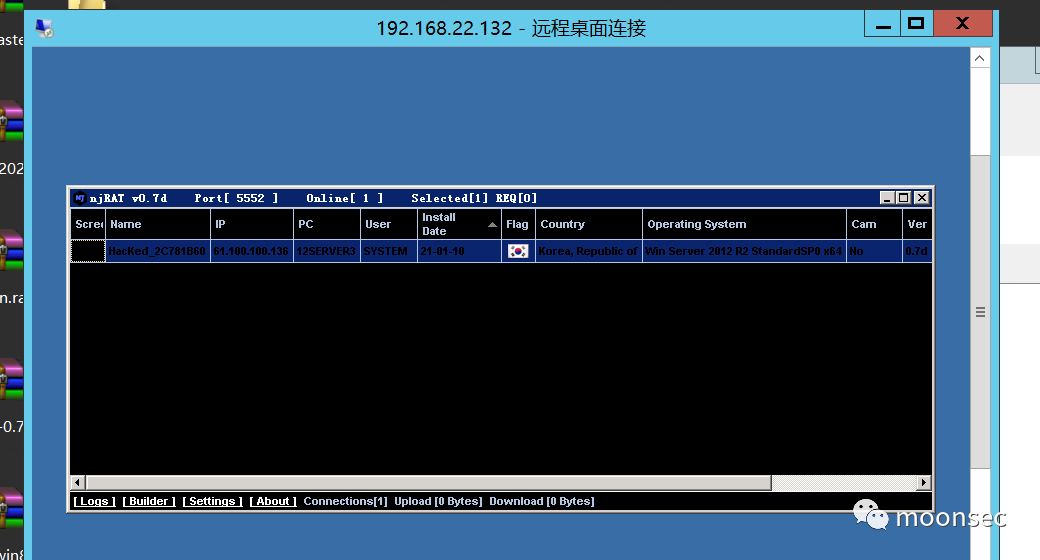 192.168.22.132 - 远程桌面连接
aste
202
n.ra
-0.7
win8
njRAT v0.7d Port[ 5552 ] Online[ 1 ] Selected[1] REQ[0]
Scree Name IP PC User Install Date Flag Country Operating System Cam Ver
HacKed_2C781B60 61.100.100.136 12SERVER3 SYSTEM 21-01-10 Korea, Republic of Win Server 2012 R2 StandardSP0 x64 No 0.7d
[ Logs ] [ Builder ] [ Settings ] [ About ] Connections[1] Upload [0 Bytes] Download [0 Bytes]
moonsec